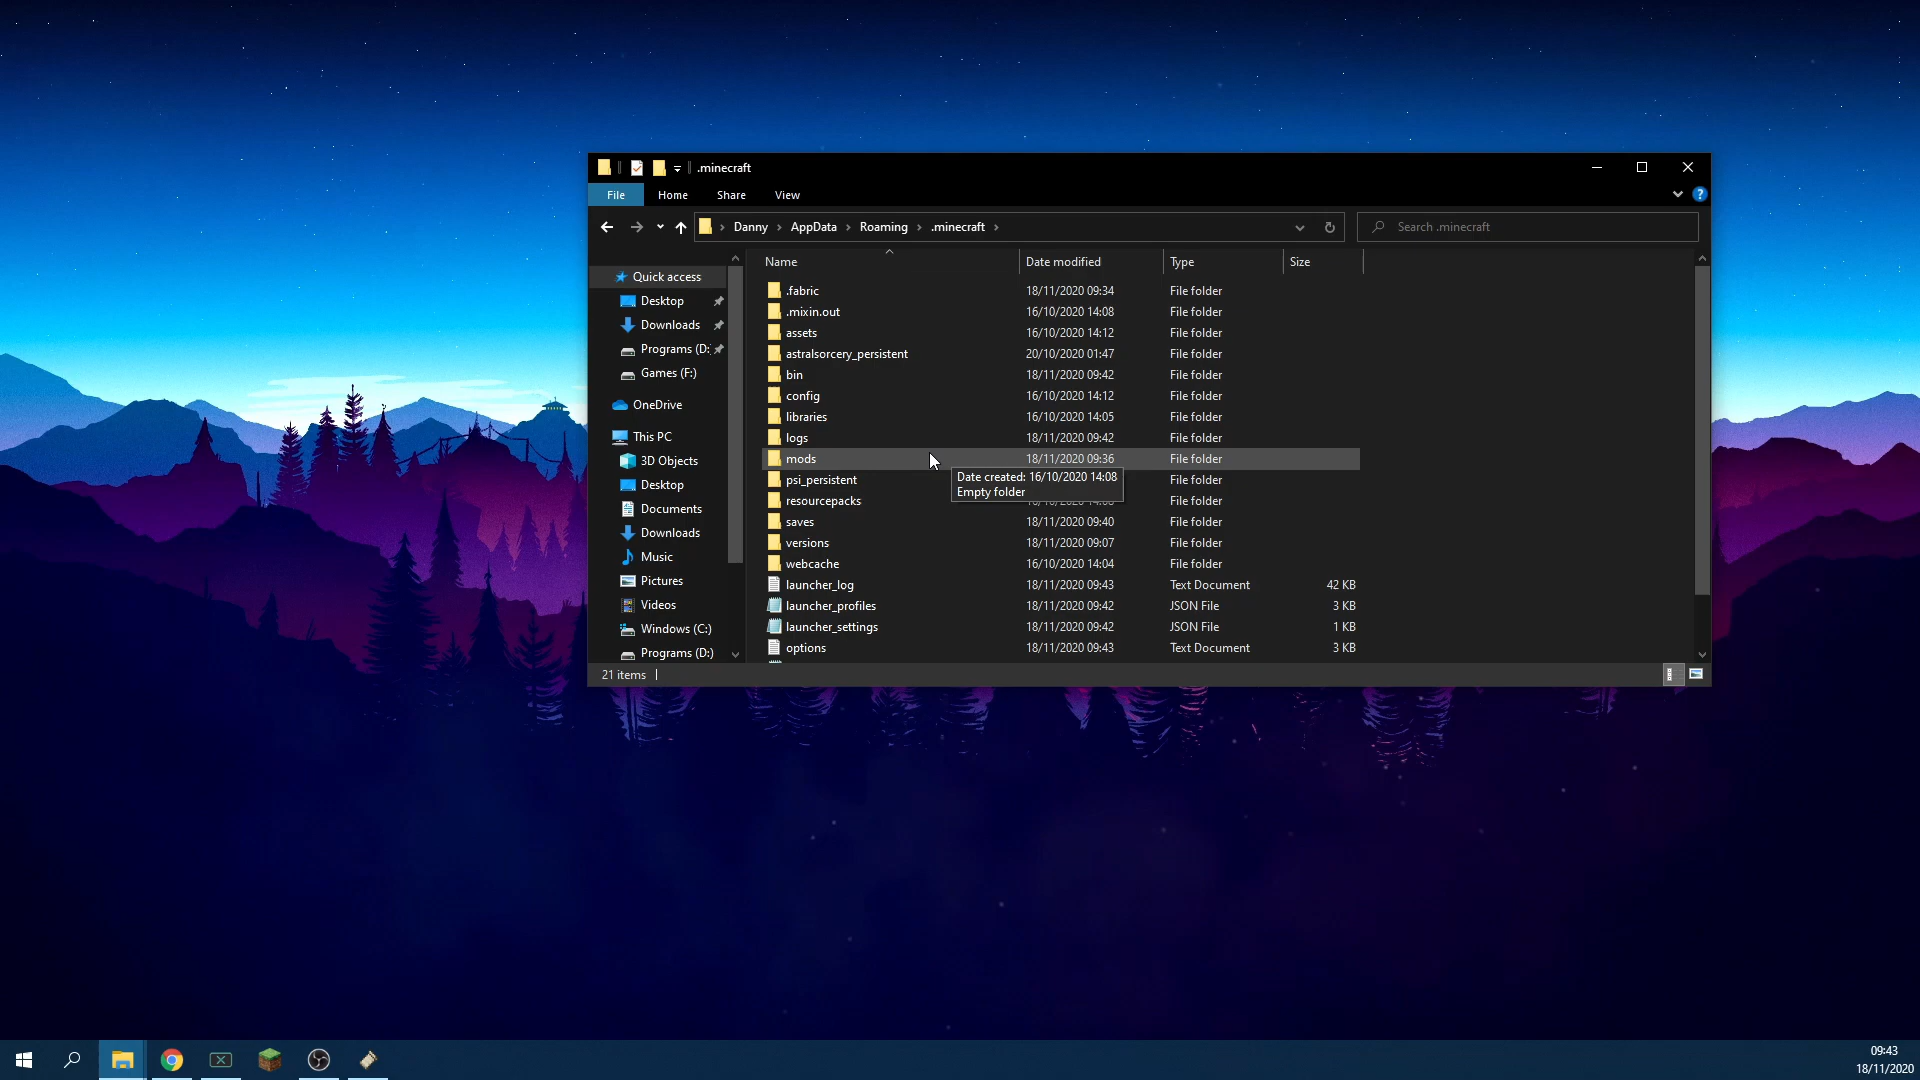 .minecraft
File Home Share View
Danny AppData Roaming .minecraft
Search .minecraft
Name Date modified Type Size
Quick access
Desktop
Downloads
Programs (D:
Games (F:)
OneDrive
This PC
3D Objects
Desktop
Documents
Downloads
Music
Pictures
Videos
Windows (C:)
Programs (D:)
.fabric 18/11/2020 09:34 File folder
.mixin.out 16/10/2020 14:08 File folder
assets 16/10/2020 14:12 File folder
astralsorcery_persistent 20/10/2020 01:47 File folder
bin 18/11/2020 09:42 File folder
config 16/10/2020 14:12 File folder
libraries 16/10/2020 14:05 File folder
logs 18/11/2020 09:42 File folder
mods 18/11/2020 09:36 File folder
Date created: 16/10/2020 14:08
Empty folder
psi_persistent File folder
resourcepacks File folder
saves 18/11/2020 09:40 File folder
versions 18/11/2020 09:07 File folder
webcache 16/10/2020 14:04 File folder
launcher_log 18/11/2020 09:43 Text Document 42 KB
launcher_profiles 18/11/2020 09:42 JSON File 3 KB
launcher_settings 18/11/2020 09:42 JSON File 1 KB
options 18/11/2020 09:43 Text Document 3 KB
21 items
09:43
18/11/2020